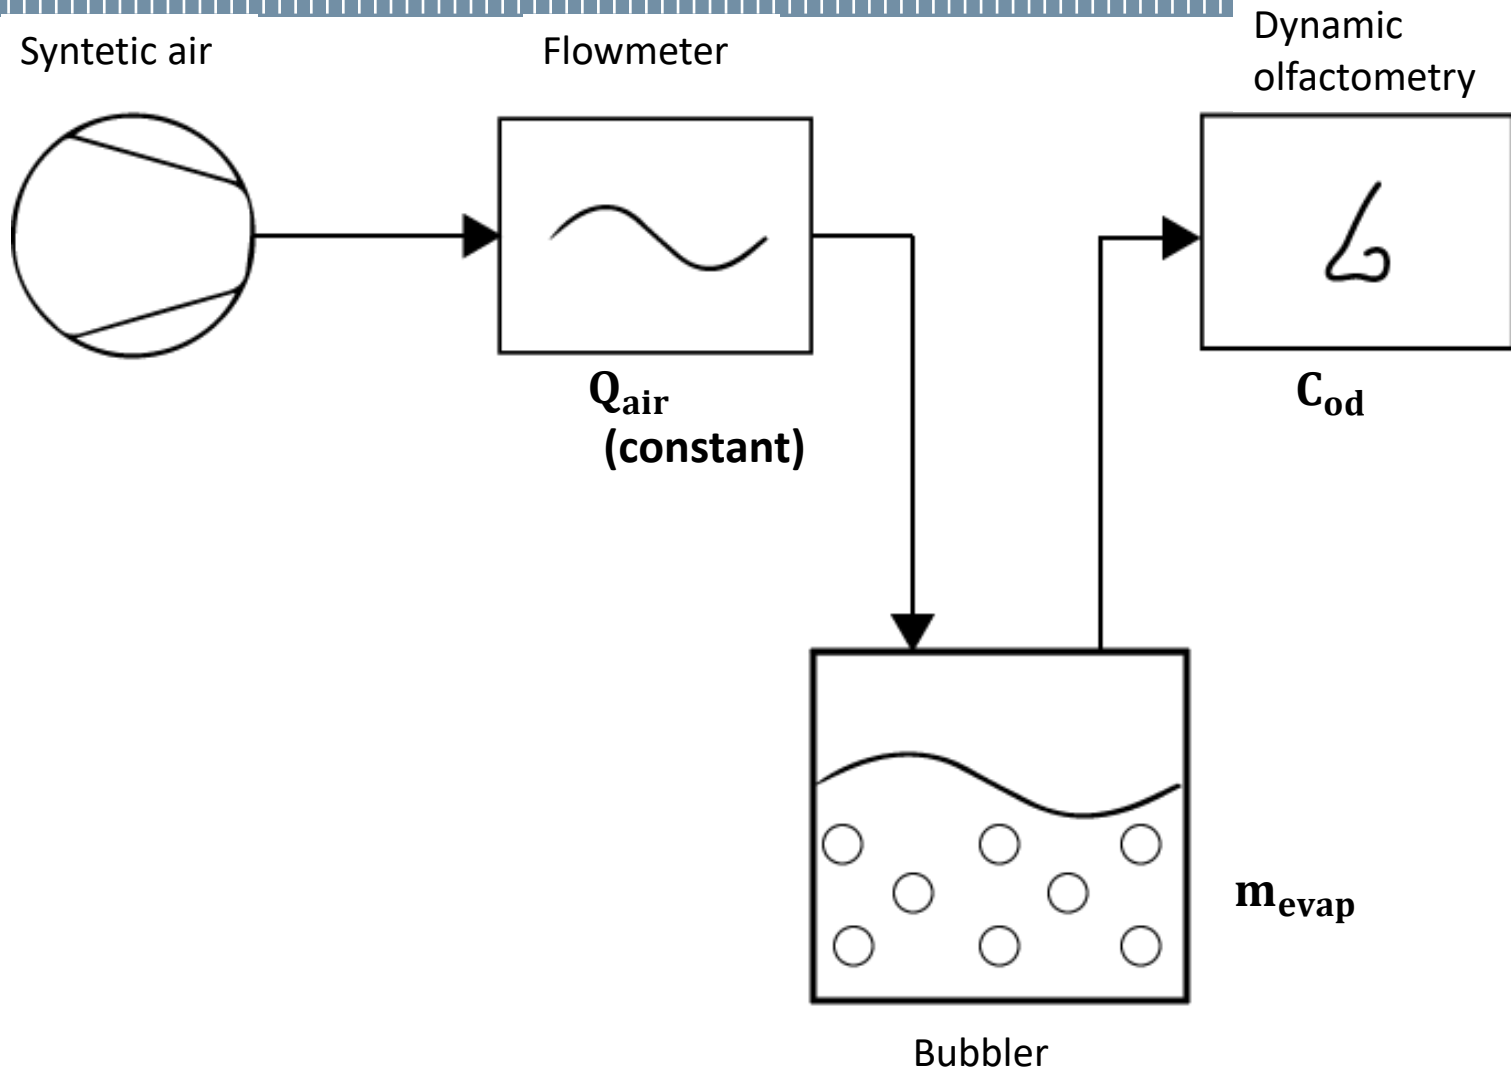 Syntetic air
Flowmeter
Dynamic
olfactometry
Qair
(constant)
Cod
mevap
Bubbler